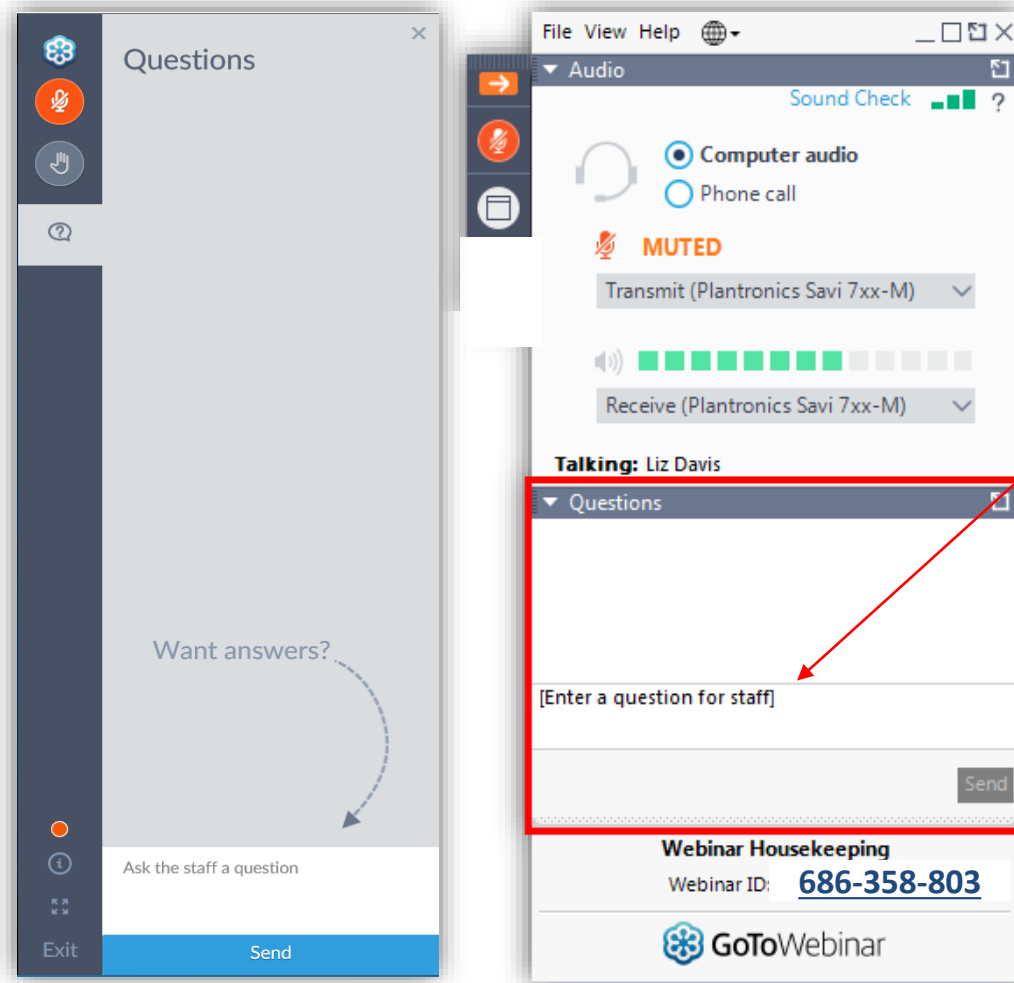 Questions
Want answers?
Ask the staff a question
Exit
Send
File View Help
Audio
Sound Check ?
Computer audio
Phone call
MUTED
Transmit (Plantronics Savi 7xx-M)
Receive (Plantronics Savi 7xx-M)
Talking: Liz Davis
Questions
[Enter a question for staff]
Send
Webinar Housekeeping
Webinar ID: 686-358-803
GoToWebinar